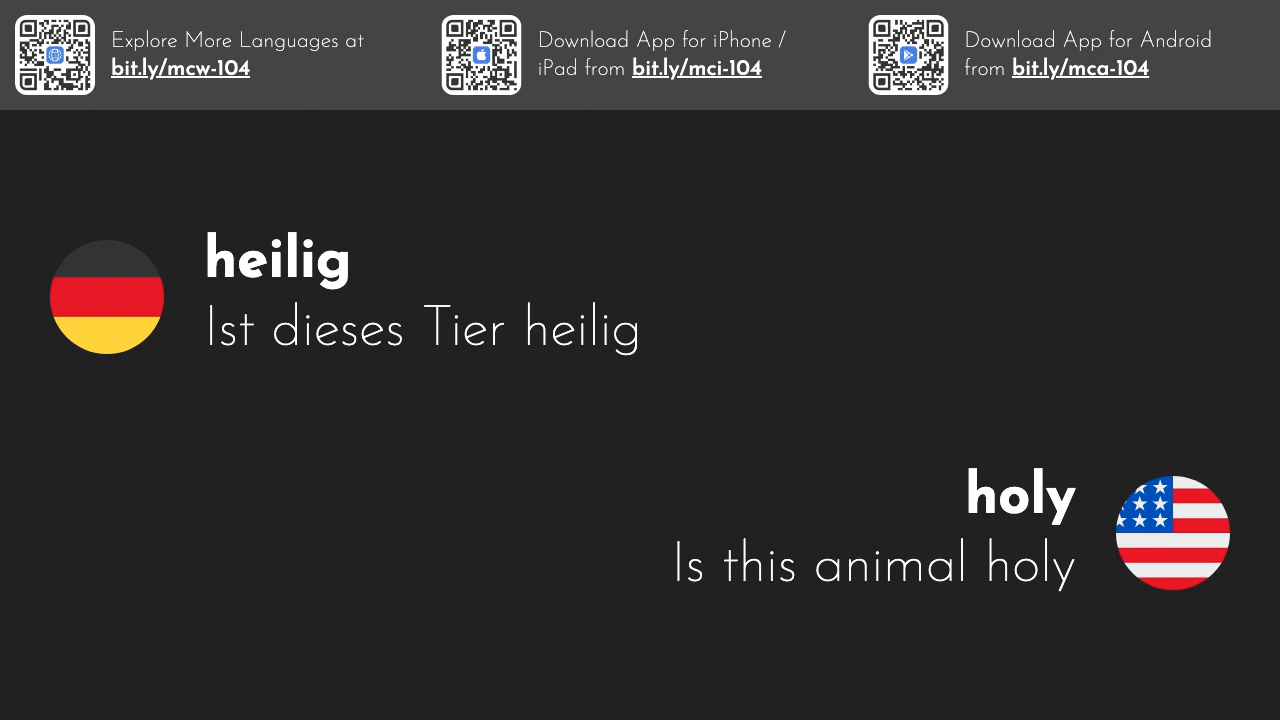 Explore More Languages at
bit.ly/mcw-104
Download App for iPhone /
iPad from bit.ly/mci-104
Download App for Android
from bit.ly/mca-104
heilig
Ist dieses Tier heilig
holy
Is this animal holy